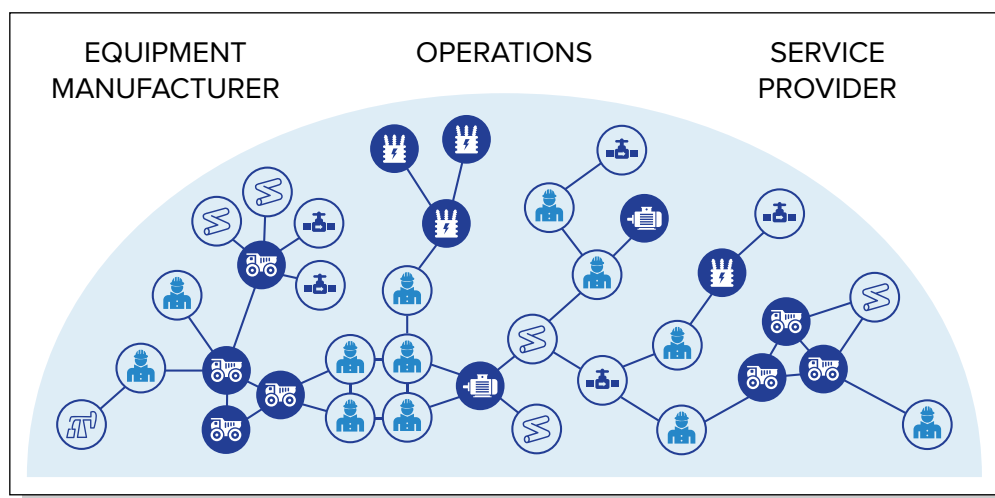 EQUIPMENT
MANUFACTURER
OPERATIONS
SERVICE
PROVIDER